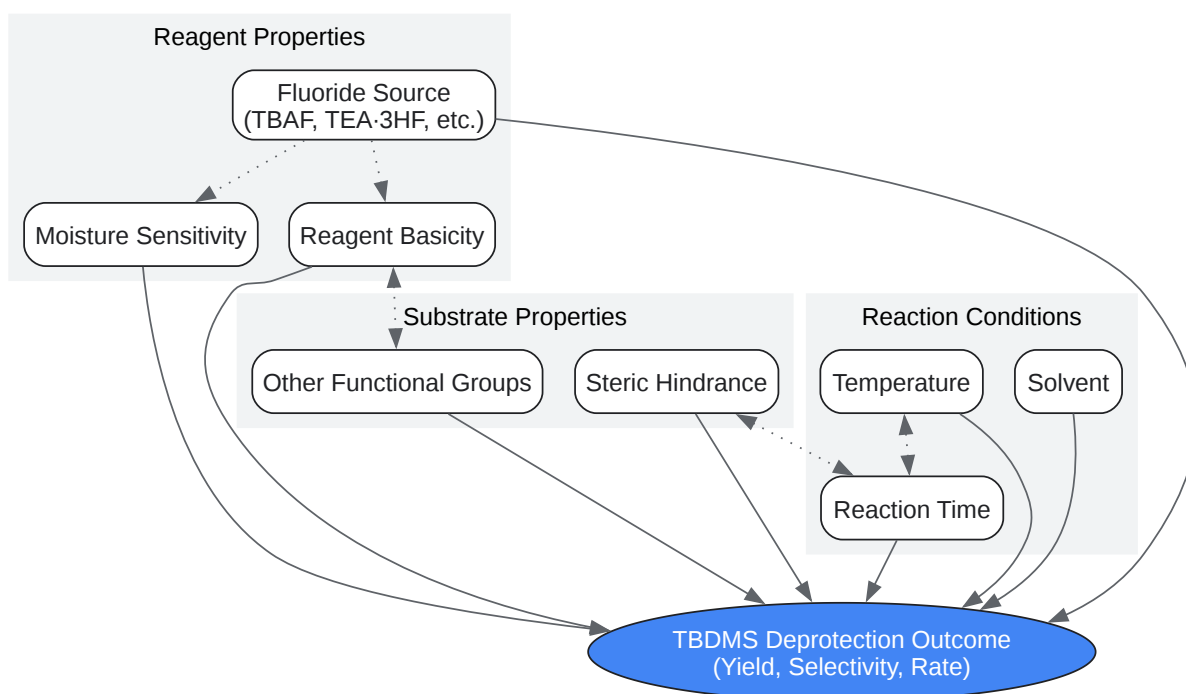 Reagent Properties
Fluoride Source
(TBAF, TEA·3HF, etc.)
Moisture Sensitivity
Reagent Basicity
Substrate Properties
Other Functional Groups
Steric Hindrance
Reaction Conditions
Temperature
Solvent
Reaction Time
TBDMS Deprotection Outcome
(Yield, Selectivity, Rate)